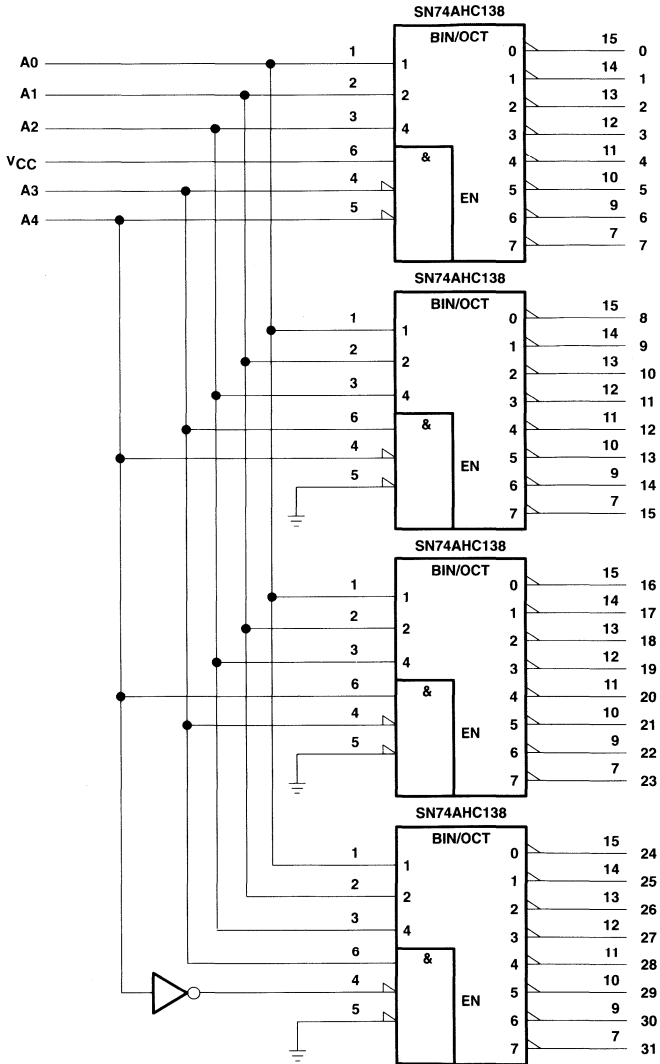 SN74AHC138
BIN/OCT
A0 1 1 0 15 0
1 14 1
A1 2 2
2 13 2
A2 3 4 3 12 3
VCC 6 & 4 11 4
A3 4 5 10 5
EN
A4 5 6 9 6
7 7 7
SN74AHC138
BIN/OCT
1 1 0 15 8
1 14 9
2 2
2 13 10
3 4 3 12 11
6 & 4 11 12
4 5 10 13
EN
5 6 9 14
7 7 15
SN74AHC138
BIN/OCT
1 1 0 15 16
1 14 17
2 2
2 13 18
3 4 3 12 19
6 & 4 11 20
4 5 10 21
EN
5 6 9 22
7 7 23
SN74AHC138
BIN/OCT
1 1 0 15 24
1 14 25
2 2
2 13 26
3 4 3 12 27
6 & 4 11 28
4 5 10 29
EN
5 6 9 30
7 7 31